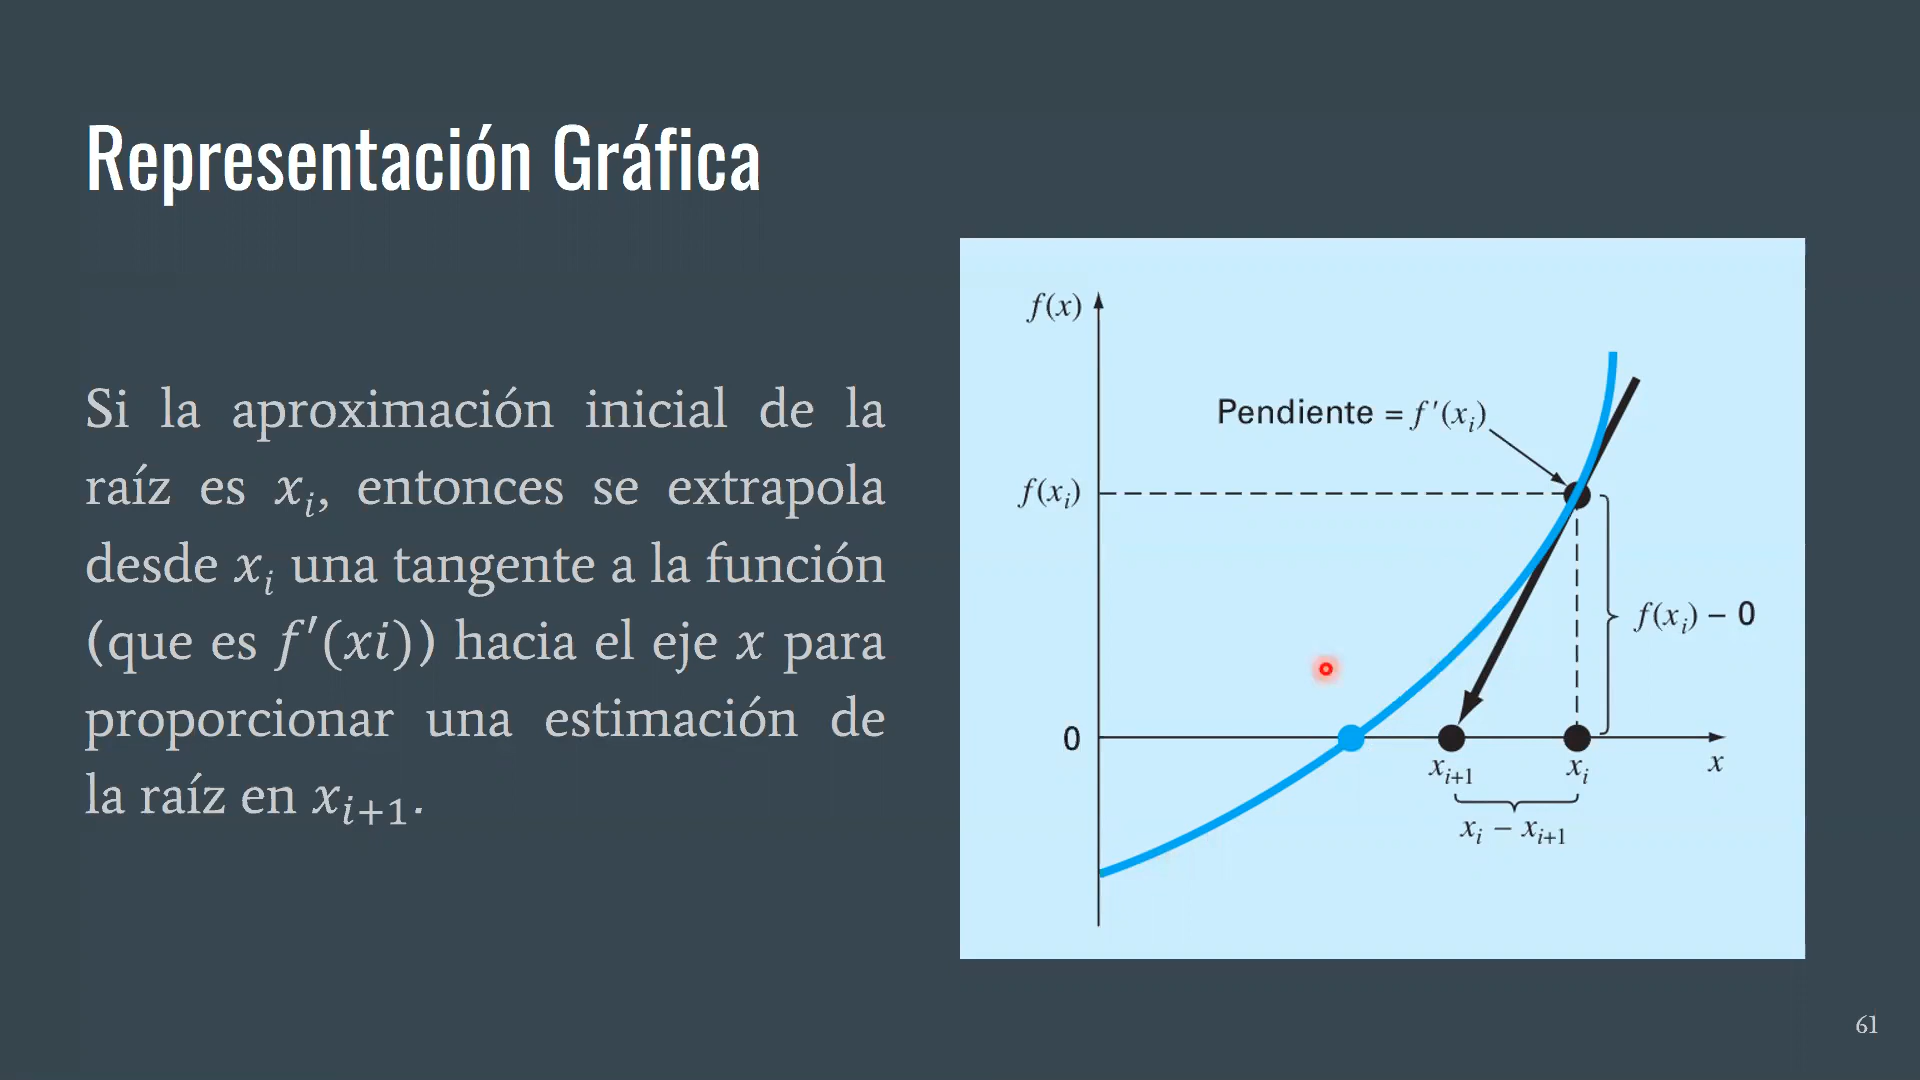 Representación Gráfica
Si la aproximación inicial de la
raíz es xᵢ, entonces se extrapola
desde xᵢ una tangente a la función
(que es f′(xi)) hacia el eje x para
proporcionar una estimación de
la raíz en xᵢ₊₁.
f(x)
Pendiente = f′(xᵢ)
f(xᵢ)
f(xᵢ) − 0
0
xᵢ₊₁
xᵢ
x
xᵢ − xᵢ₊₁
61